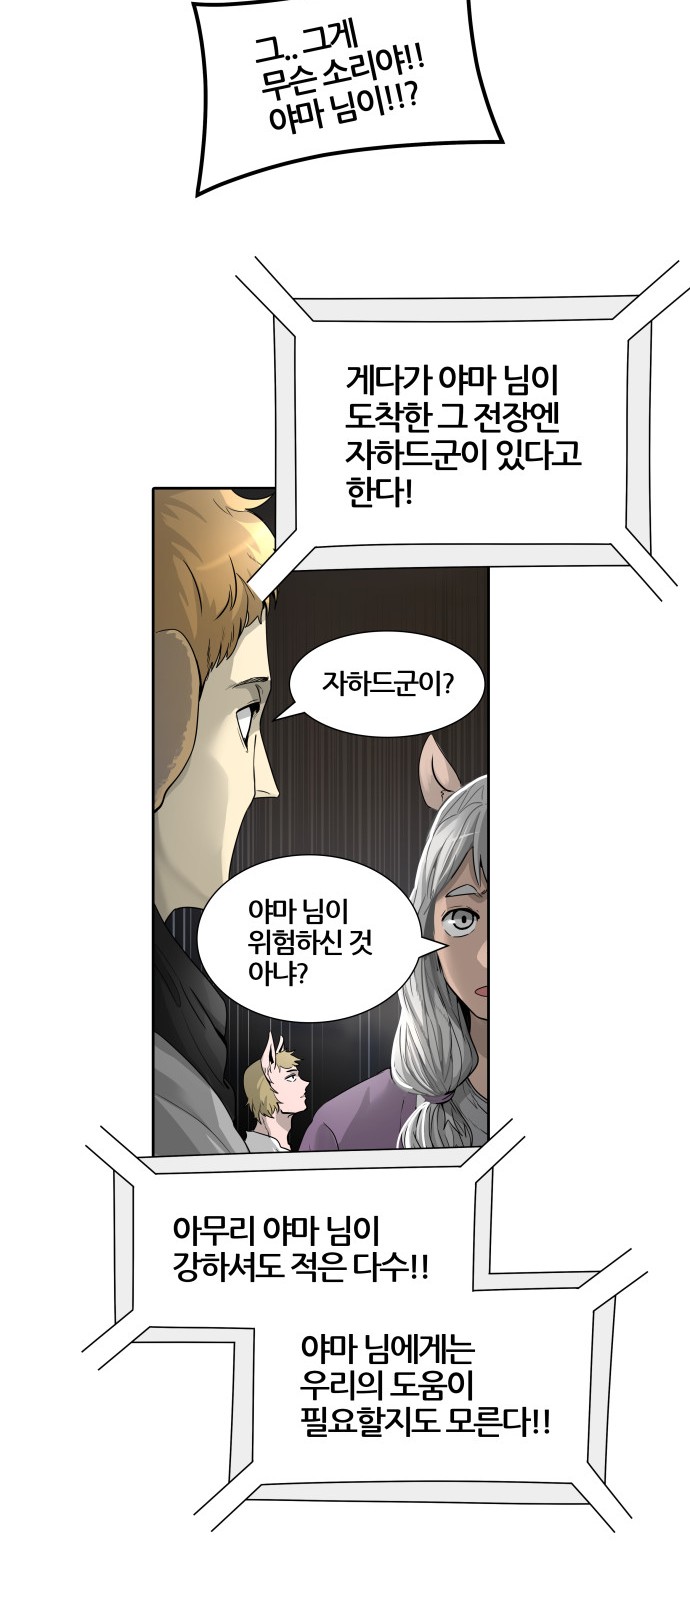 그.. 그게
무슨 소리야!!
야마 님이!!?
게다가 야마 님이
도착한 그 전장엔
자하드군이 있다고
한다!
자하드군이?
야마 님이
위험하신 것
아냐?
아무리 야마 님이
강하셔도 적은 다수!!
야마 님에게는
우리의 도움이
필요할지도 모른다!!